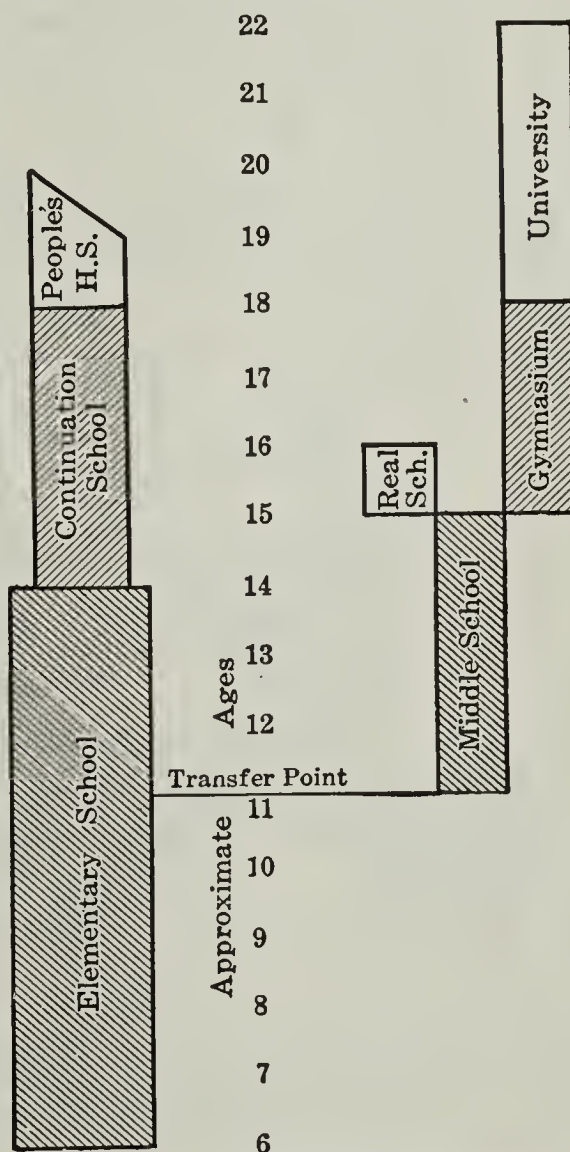 22
21
20
19
18
17
16
15
14
13
12
11
10
9
8
7
6
Approximate Ages
People's
H.S.
Continuation
School
Elementary School
Transfer Point
Real
Sch.
Middle School
Gymnasium
University